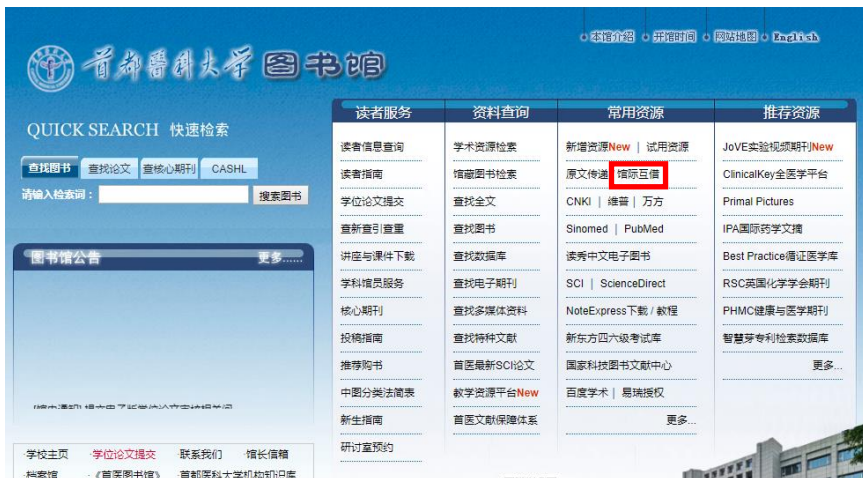 本馆介绍 开馆时间 网站地图 English
首都醫科大学 图书馆
QUICK SEARCH 快速检索
查找图书 查找论文 查核心期刊 CASHL
请输入检索词： 搜索图书
图书馆公告 更多......
读者服务 资料查询 常用资源 推荐资源
读者信息查询 学术资源检索 新增资源New | 试用资源 JoVE实验视频期刊New
读者指南 馆藏图书检索 原文传递 馆际互借 ClinicalKey全医学平台
学位论文提交 查找全文 CNKI | 维普 | 万方 Primal Pictures
查新查引查重 查找图书 Sinomed | PubMed IPA国际药学文摘
讲座与课件下载 查找数据库 读秀中文电子图书 Best Practice循证医学库
学科馆员服务 查找电子期刊 SCI | ScienceDirect RSC英国化学学会期刊
核心期刊 查找多媒体资料 NoteExpress下载 / 教程 PHMC健康与医学期刊
投稿指南 查找特种文献 新东方四六级考试库 智慧芽专利检索数据库
推荐购书 首医最新SCI论文 国家科技图书文献中心 更多...
中图分类法简表 教学资源平台New 百度学术 | 易瑞授权
新生指南 首医文献保障体系 更多...
研讨室预约
·学校主页 ·学位论文提交 ·联系我们 ·馆长信箱
·档案馆 ·《首医图书馆》 ·首都医科大学机构知识库